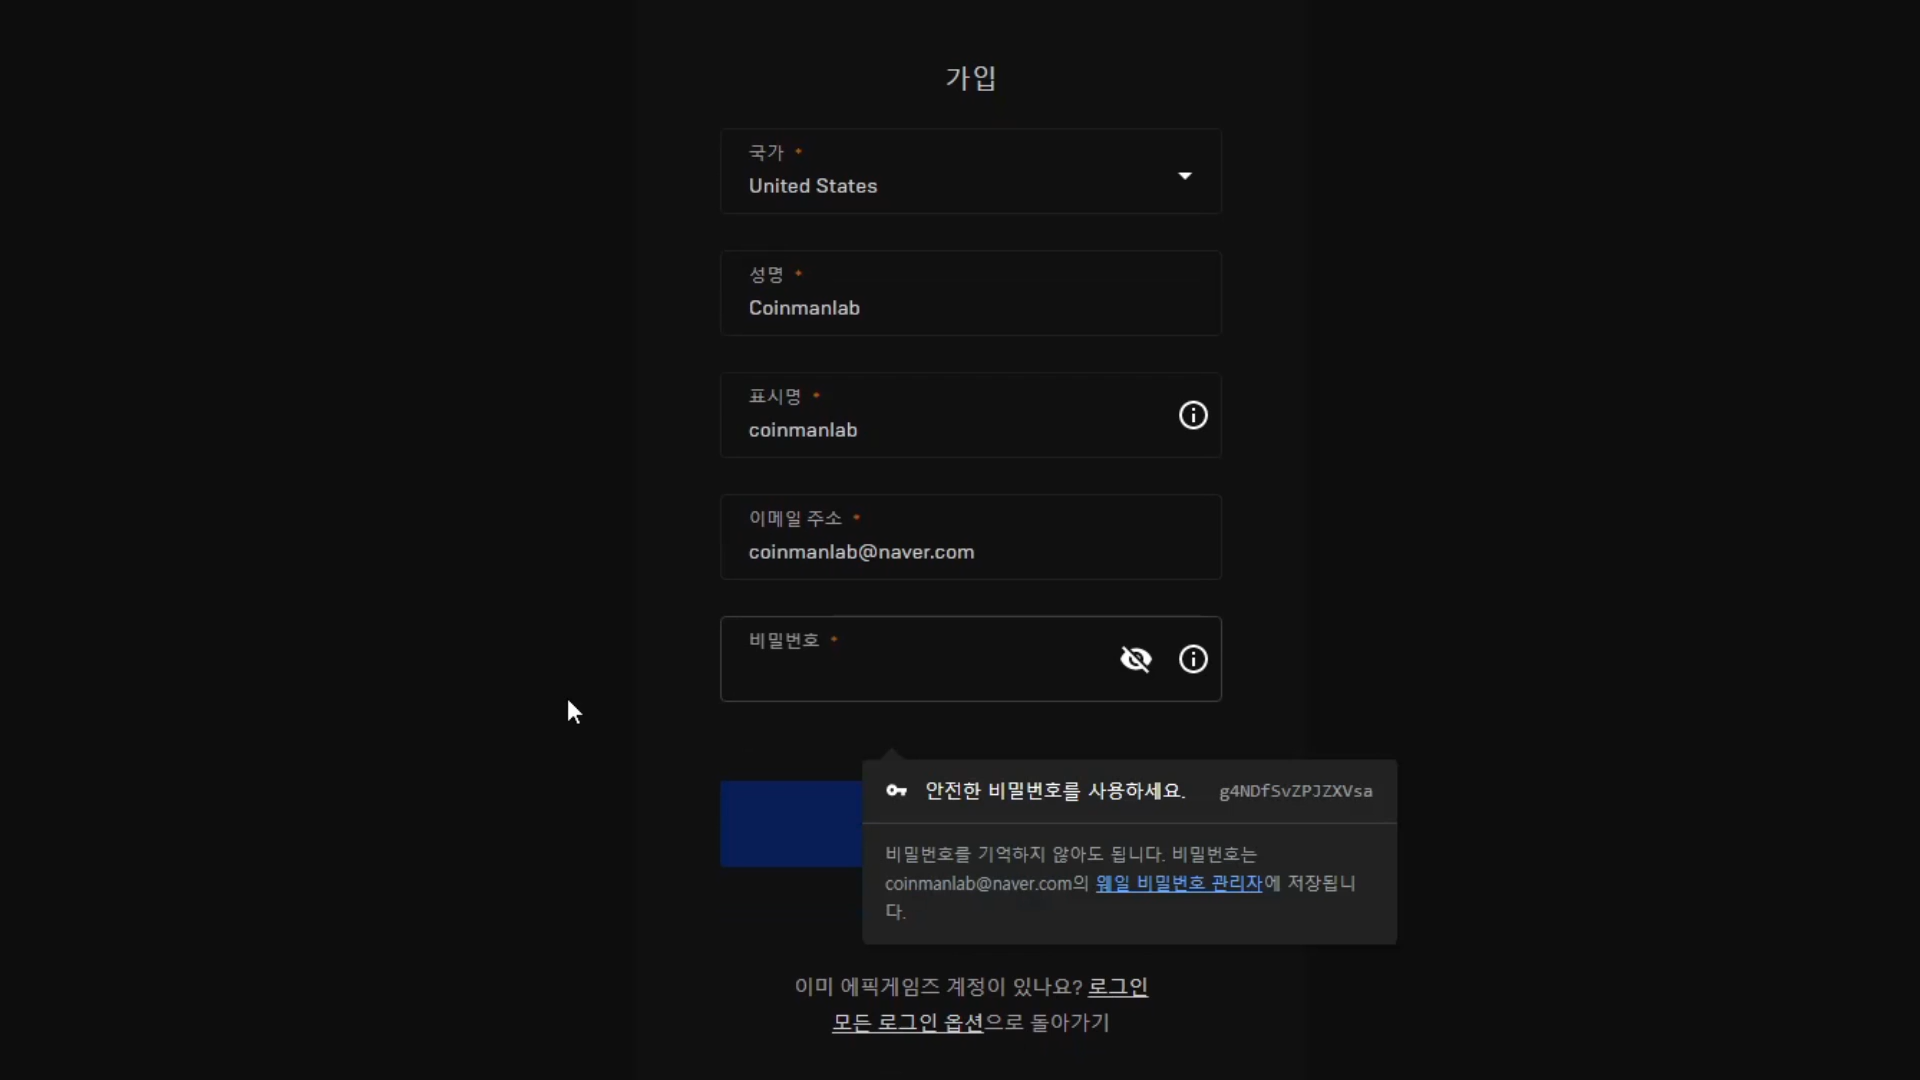 가입
국가 *
United States
성명 *
Coinmanlab
표시명 *
coinmanlab
이메일 주소 *
coinmanlab@naver.com
비밀번호 *
안전한 비밀번호를 사용하세요. g4NDfSvZPJZXVsa
비밀번호를 기억하지 않아도 됩니다. 비밀번호는
coinmanlab@naver.com의 웨일 비밀번호 관리자에 저장됩니
다.
이미 에픽게임즈 계정이 있나요? 로그인
모든 로그인 옵션으로 돌아가기